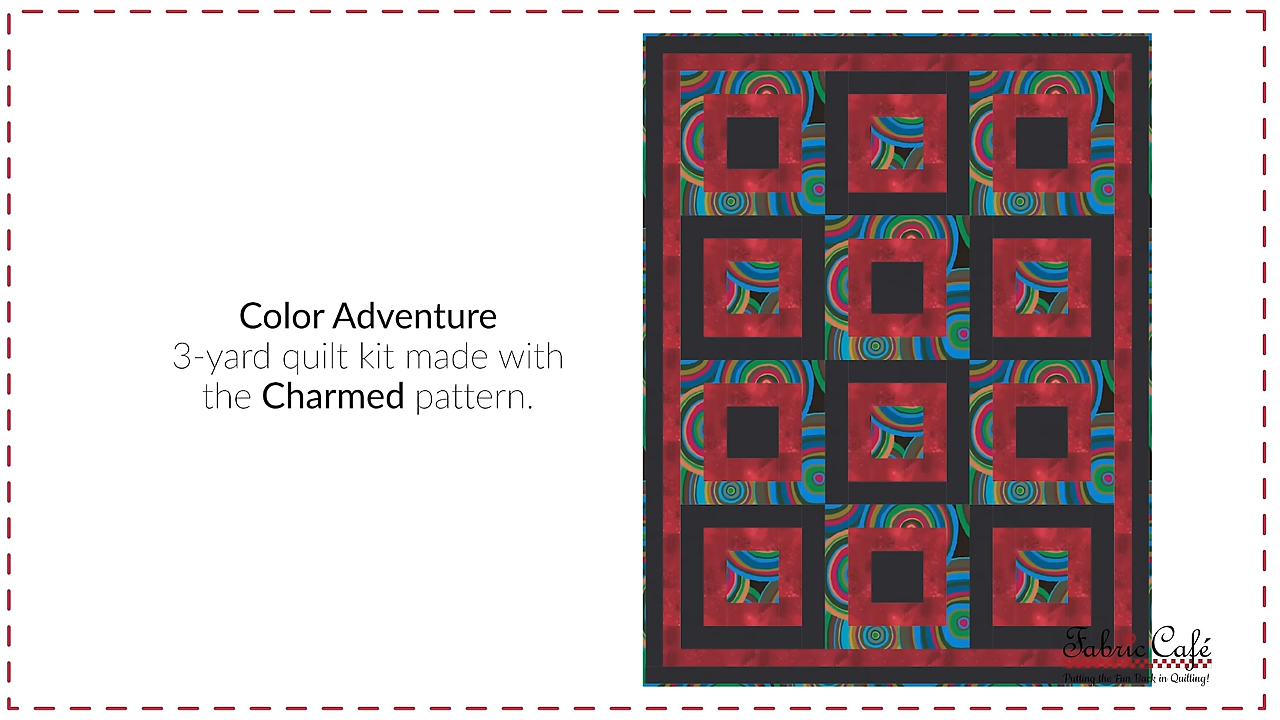 Color Adventure
3-yard quilt kit made with
the Charmed pattern.
Fabric Café
Putting the Fun Back in Quilting!